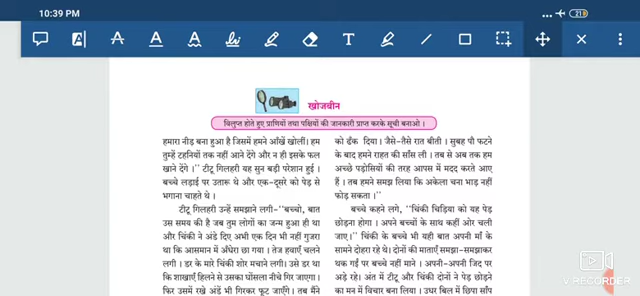 10:39 PM
21
खोजबीन
विलुप्त होते हुए प्राणियों तथा पक्षियों की जानकारी प्राप्त करके सूची बनाओ ।
हमारा नीड़ बना हुआ है जिसमें हमने आँखें खोलीं। हम
तुम्हें टहनियों तक नहीं आने देंगे और न ही इसके फल
खाने देंगे। '' टीटू गिलहरी यह सुन बड़ी परेशान हुई।
बच्चे लड़ाई पर उतारू थे और एक-दूसरे को पेड़ से
भगाना चाहते थे।
टीटू गिलहरी उन्हें समझाने लगी-''बच्चो, बात
उस समय की है जब तुम लोगों का जन्म हुआ ही था
और चिंकी ने अंडे दिए अभी एक दिन भी नहीं गुजरा
था कि आसमान में अँधेरा छा गया। तेज हवाएँ चलने
लगीं। डर के मारे चिंकी शोर मचाने लगी। उसे डर था
कि शाखाएँ हिलने से उसका घोंसला नीचे गिर जाएगा।
फिर उसमें रखे अंडे भी गिरकर फूट जाएँगे। तब मैंने
को ढँक दिया। जैसे-तैसे रात बीती। सुबह पौ फटने
के बाद हमने राहत की साँस ली। तब से अब तक हम
अच्छे पड़ोसियों की तरह आपस में मदद करते आए
हैं। तब हमने समझ लिया कि अकेला चना भाड़ नहीं
फोड़ सकता। ''
बच्चे कहने लगे, ''चिंकी चिड़िया को यह पेड़
छोड़ना होगा। अपने बच्चों के साथ कहीं ओर चली
जाए। '' चिंकी के बच्चे भी यही बात अपनी माँ के
सामने दोहरा रहे थे। दोनों की माताएँ समझा-समझाकर
थक गईं पर बच्चे नहीं माने। अपनी-अपनी जिद पर
अड़े रहे। अंत में टीटू और चिंकी दोनों ने पेड़ छोड़ने
का मन में विचार बना लिया। उधर बिल में छिपा साँप
V RECORDER